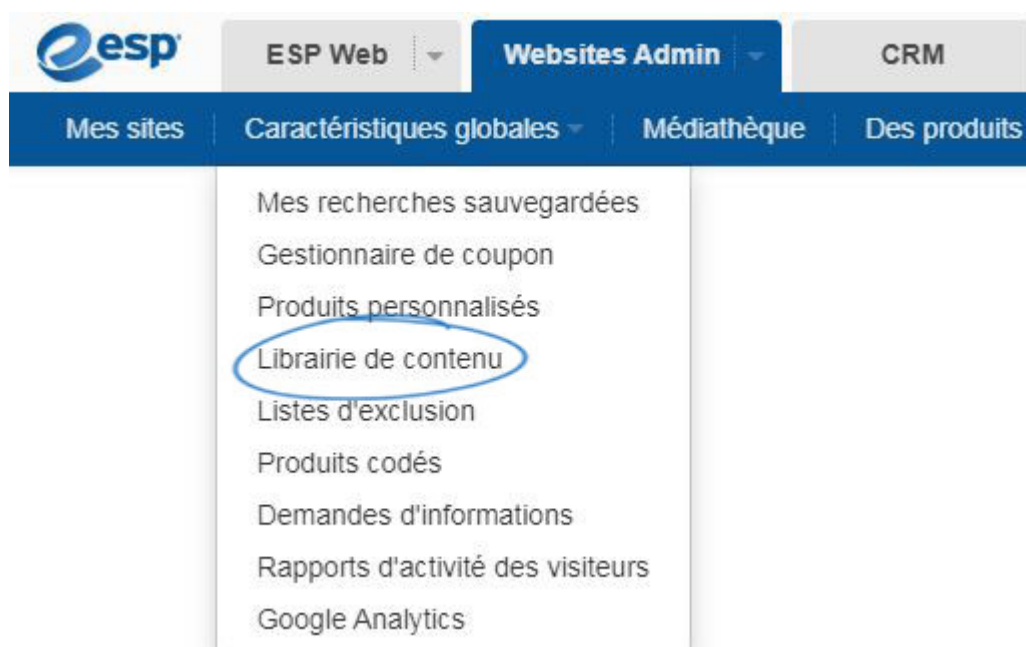 esp
ESP Web
Websites Admin
CRM
Mes sites
Caractéristiques globales
Médiathèque
Des produits
Mes recherches sauvegardées
Gestionnaire de coupon
Produits personnalisés
Librairie de contenu
Listes d'exclusion
Produits codés
Demandes d'informations
Rapports d'activité des visiteurs
Google Analytics